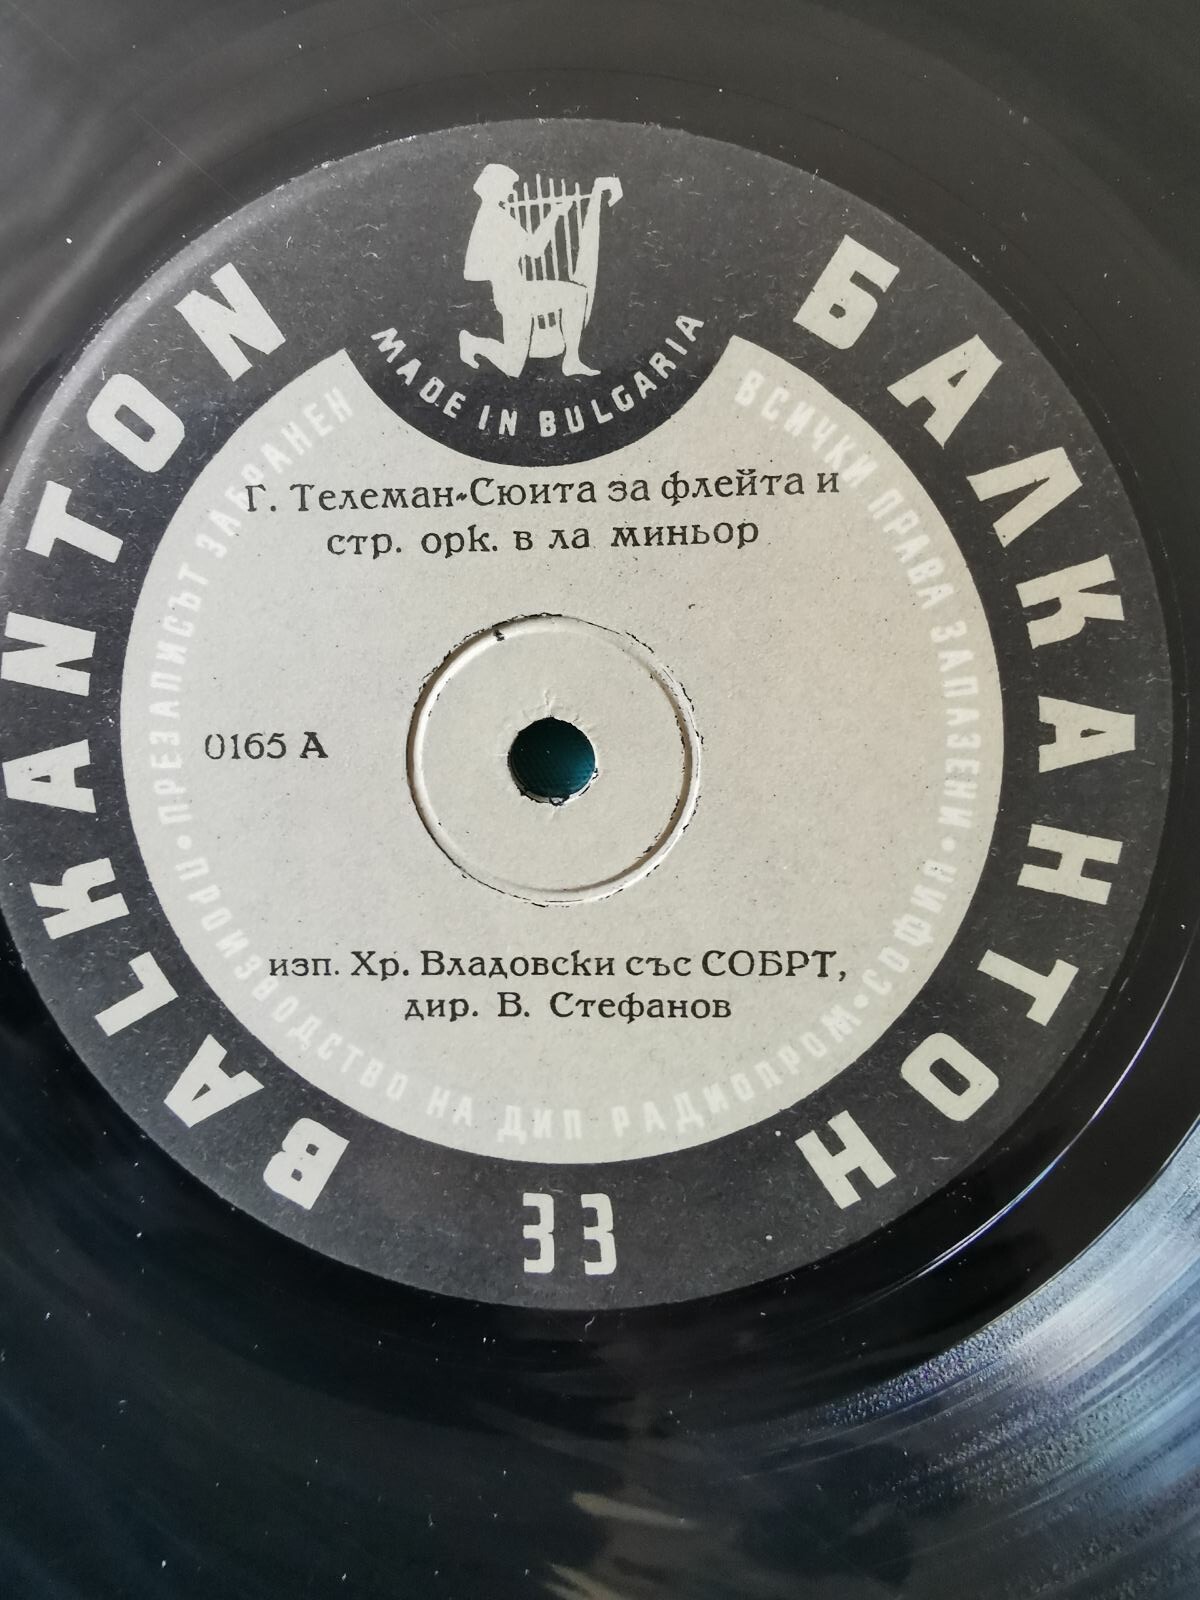 MADE IN BULGARIA
BALKANTON
БАЛКАНТОН
ВСИЧКИ ПРАВА ЗАПАЗЕНИ • ПРЕЗАПИСЪТ ЗАБРАНЕН
Г. Телеман-Сюита за флейта и
стр. орк. в ла миньор
0165 А
изп. Хр. Владовски със СОБРТ,
дир. В. Стефанов
• ПРОИЗВОДСТВО НА ДИП РАДИОПРОМ • СОФИЯ •
33